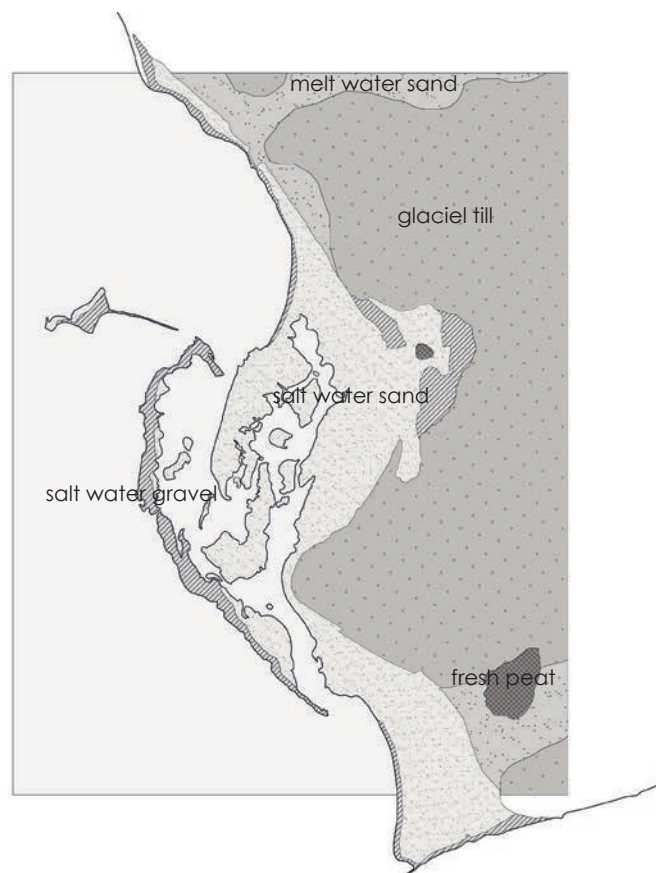 melt water sand
glaciel till
salt water sand
salt water gravel
fresh peat